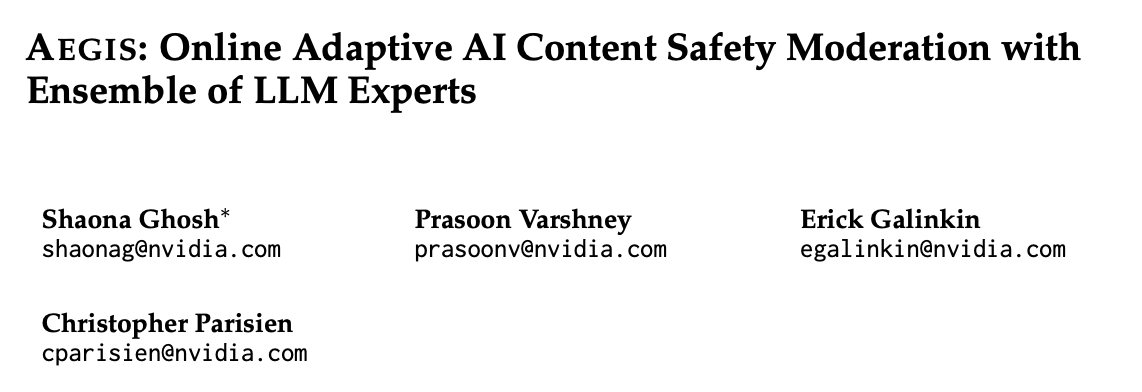 AEGIS: Online Adaptive AI Content Safety Moderation with
Ensemble of LLM Experts
Shaona Ghosh*
shaonag@nvidia.com
Prasoon Varshney
prasoonv@nvidia.com
Erick Galinkin
egalinkin@nvidia.com
Christopher Parisien
cparisien@nvidia.com